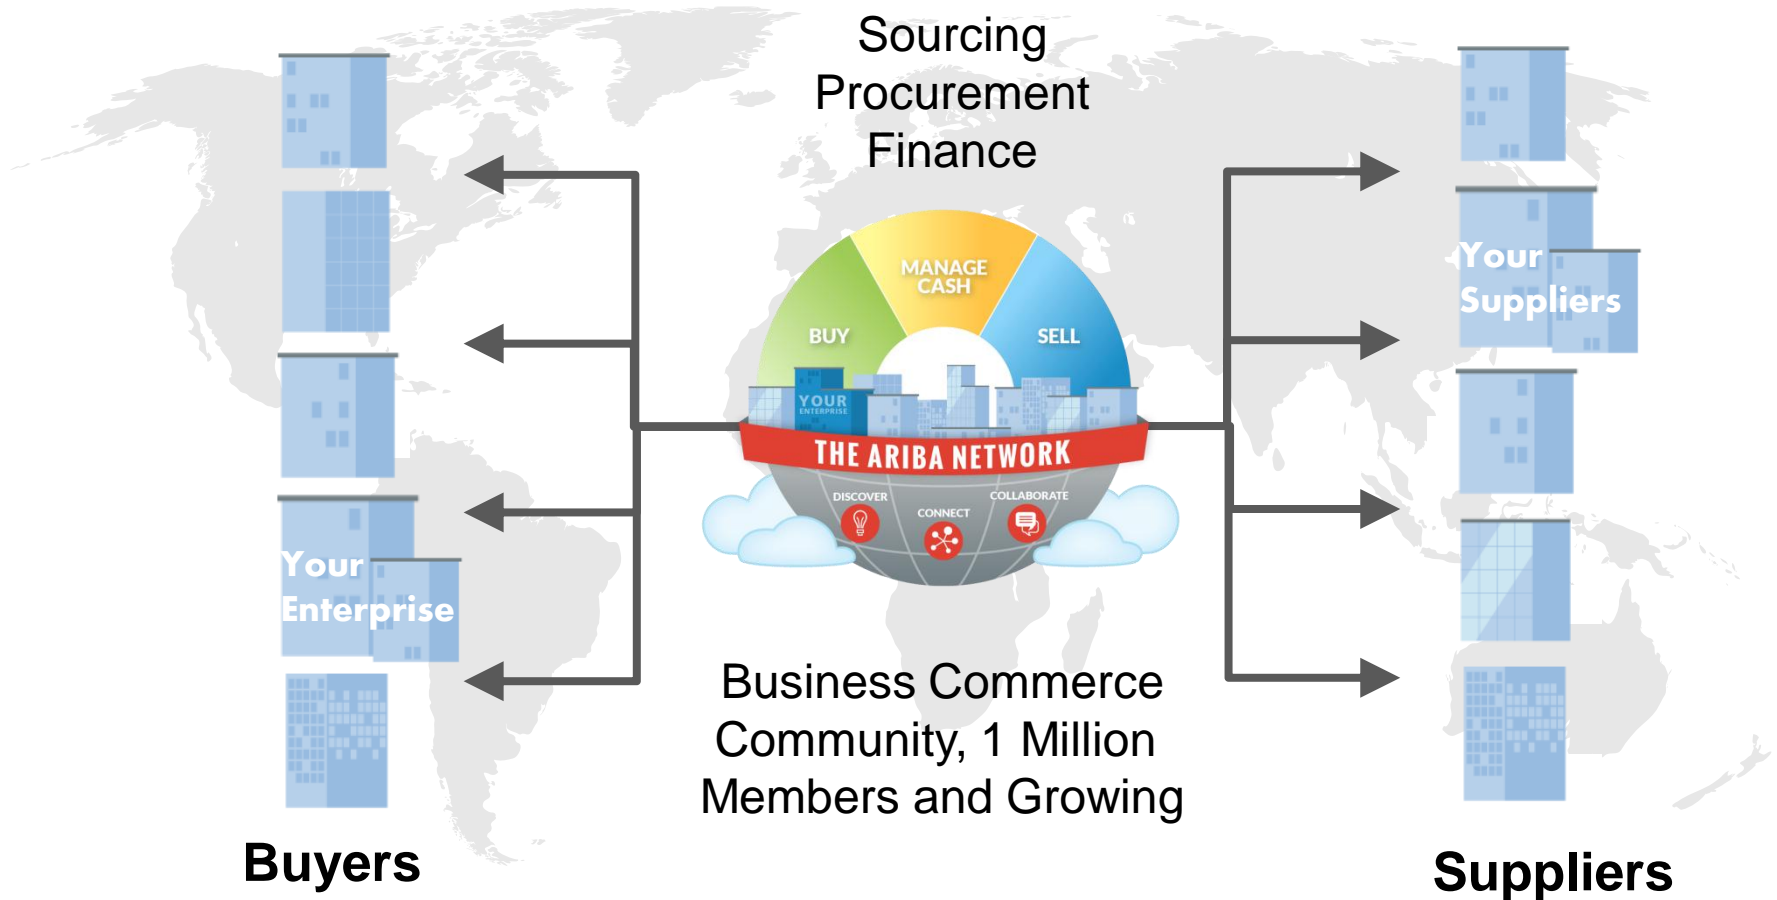 Sourcing
Procurement
Finance
MANAGE
CASH
BUY
SELL
YOUR
ENTERPRISE
THE ARIBA NETWORK
DISCOVER
CONNECT
COLLABORATE
Your
Suppliers
Your
Enterprise
Business Commerce
Community, 1 Million
Members and Growing
Buyers
Suppliers